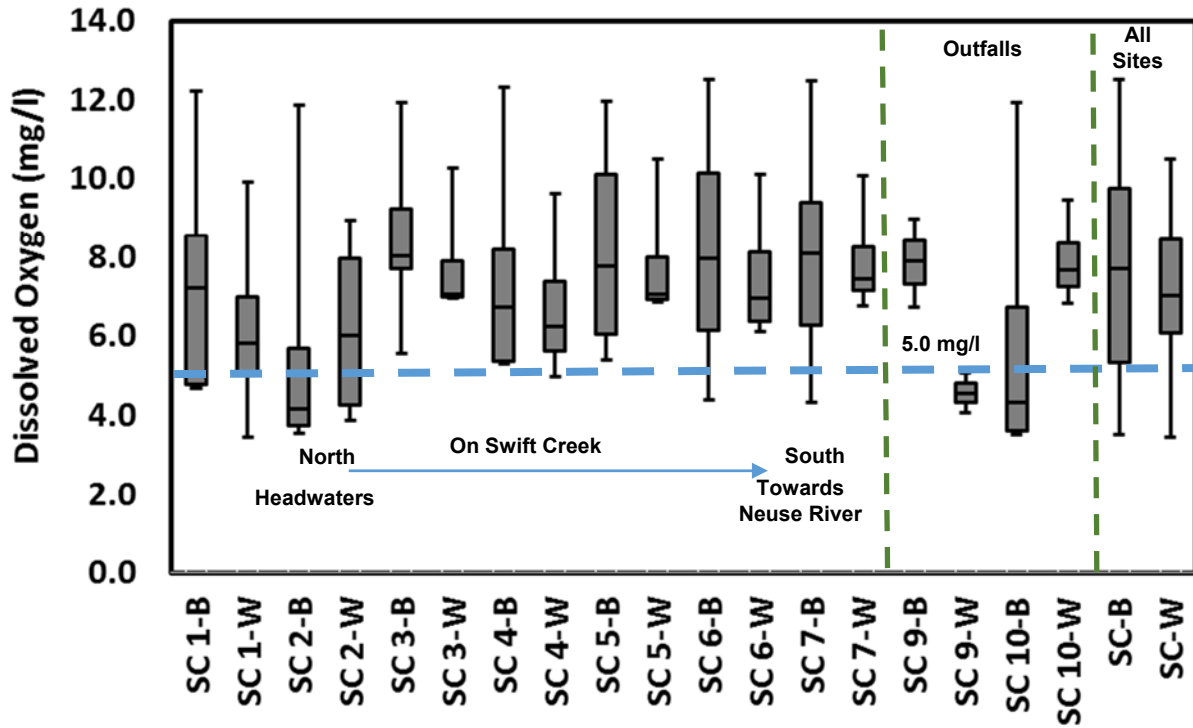 Dissolved Oxygen (mg/l)
14.0
12.0
10.0
8.0
6.0
4.0
2.0
0.0
Outfalls
All
Sites
5.0 mg/l
North
Headwaters
On Swift Creek
South
Towards
Neuse River
SC 1-B
SC 1-W
SC 2-B
SC 2-W
SC 3-B
SC 3-W
SC 4-B
SC 4-W
SC 5-B
SC 5-W
SC 6-B
SC 6-W
SC 7-B
SC 7-W
SC 9-B
SC 9-W
SC 10-B
SC 10-W
SC-B
SC-W